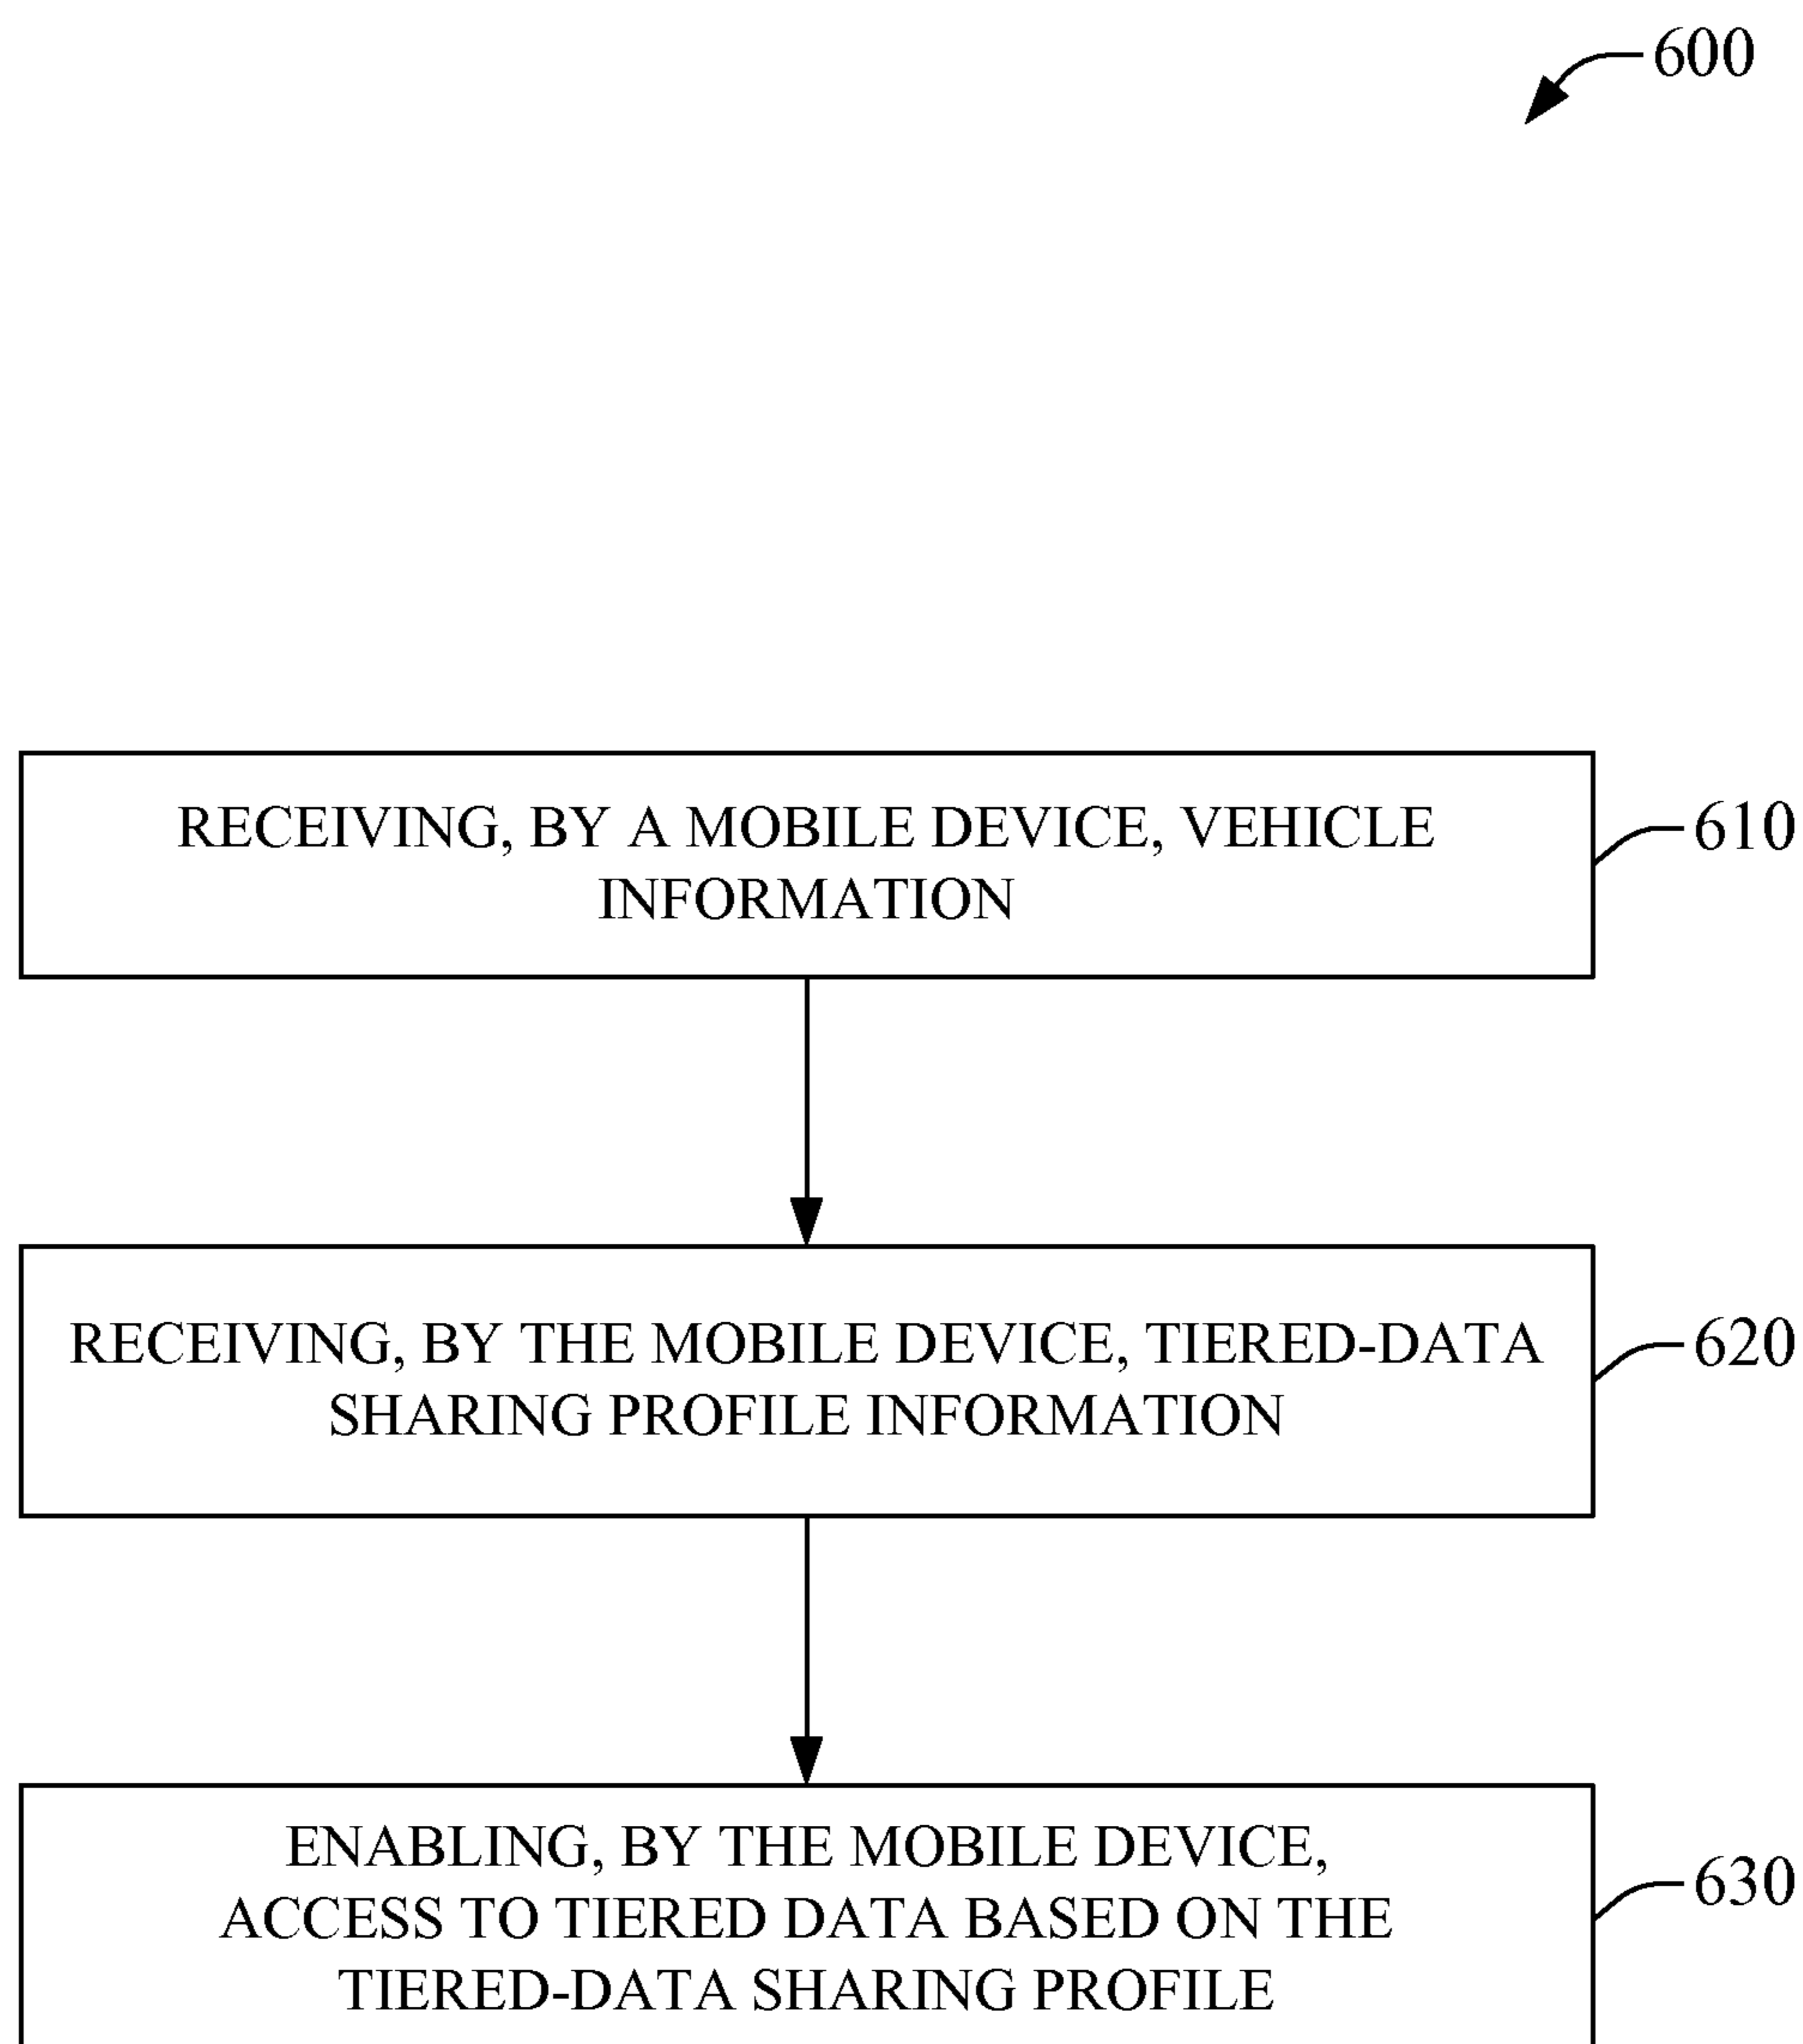 600
RECEIVING, BY A MOBILE DEVICE, VEHICLE
INFORMATION
610
RECEIVING, BY THE MOBILE DEVICE, TIERED-DATA
SHARING PROFILE INFORMATION
620
ENABLING, BY THE MOBILE DEVICE,
ACCESS TO TIERED DATA BASED ON THE
TIERED-DATA SHARING PROFILE
630